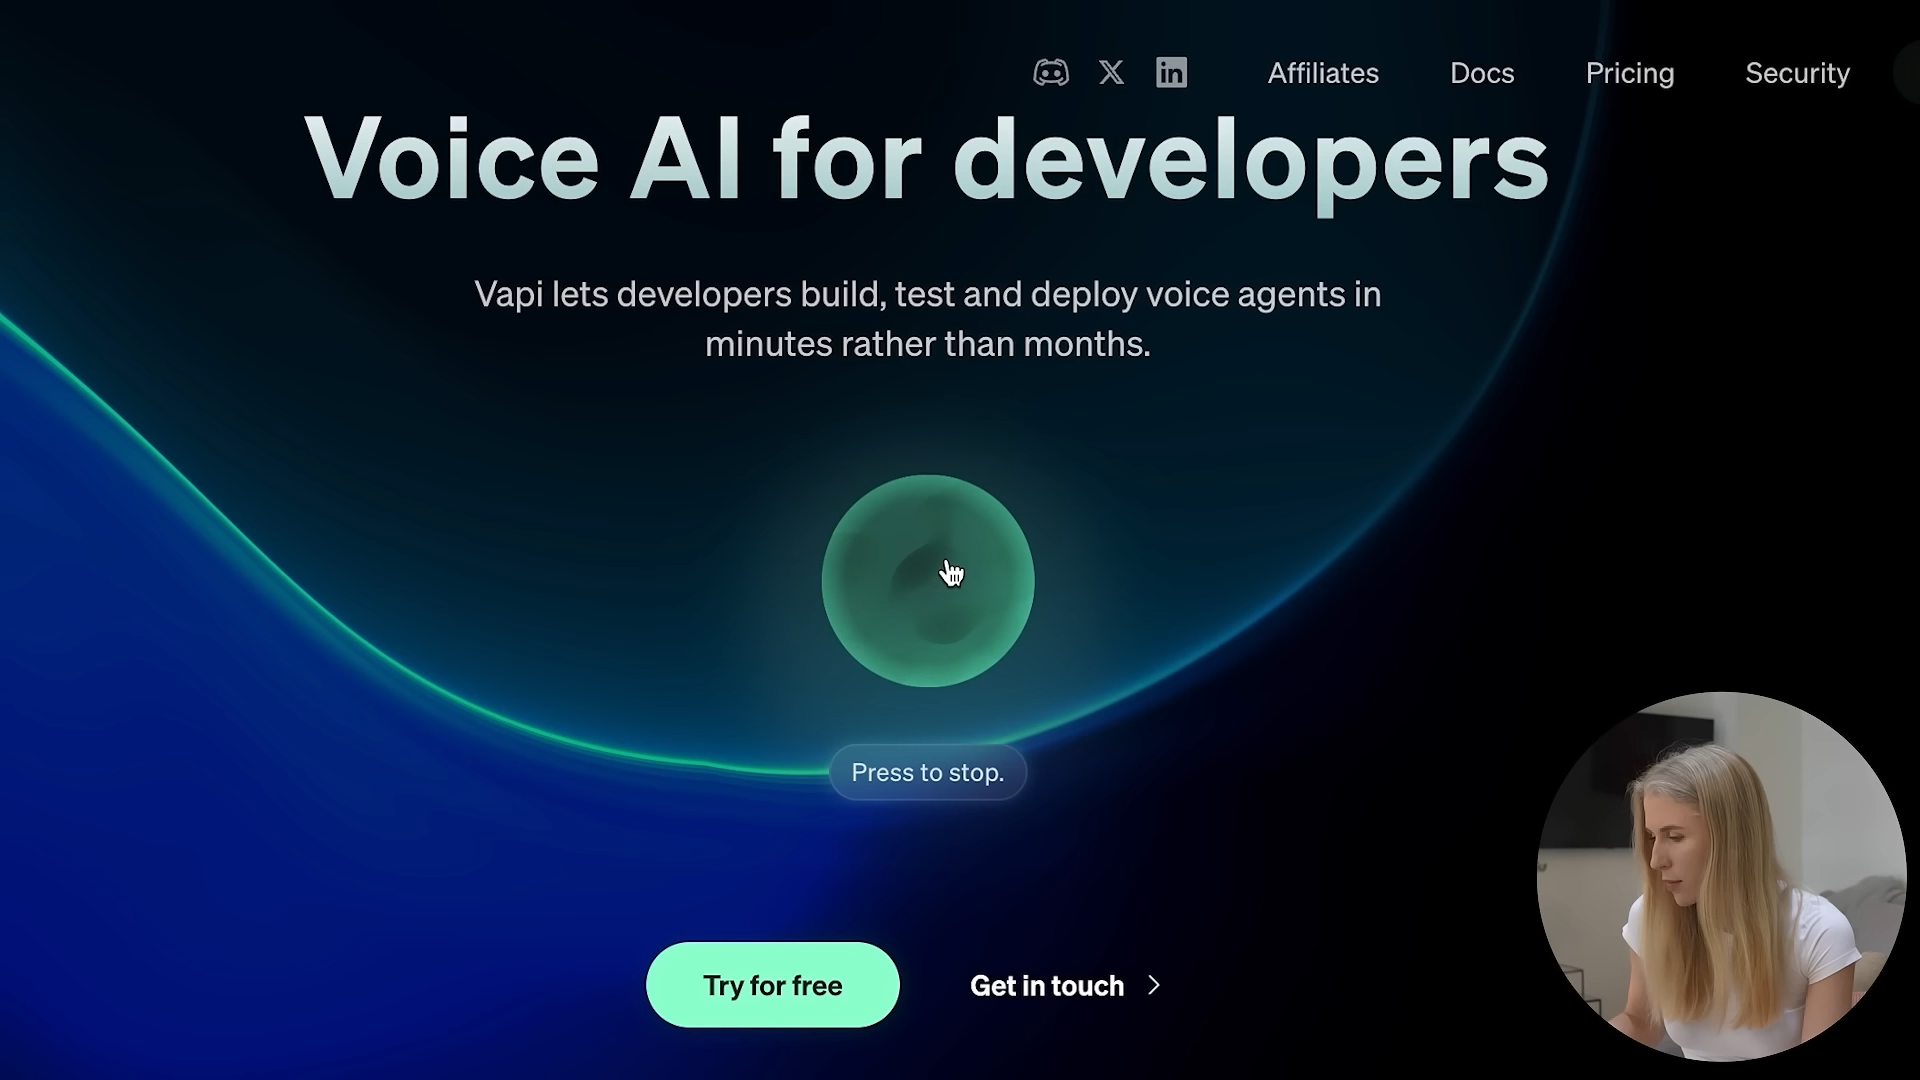 Affiliates
Docs
Pricing
Security
Voice AI for developers
Vapi lets developers build, test and deploy voice agents in
minutes rather than months.
Press to stop.
Try for free
Get in touch